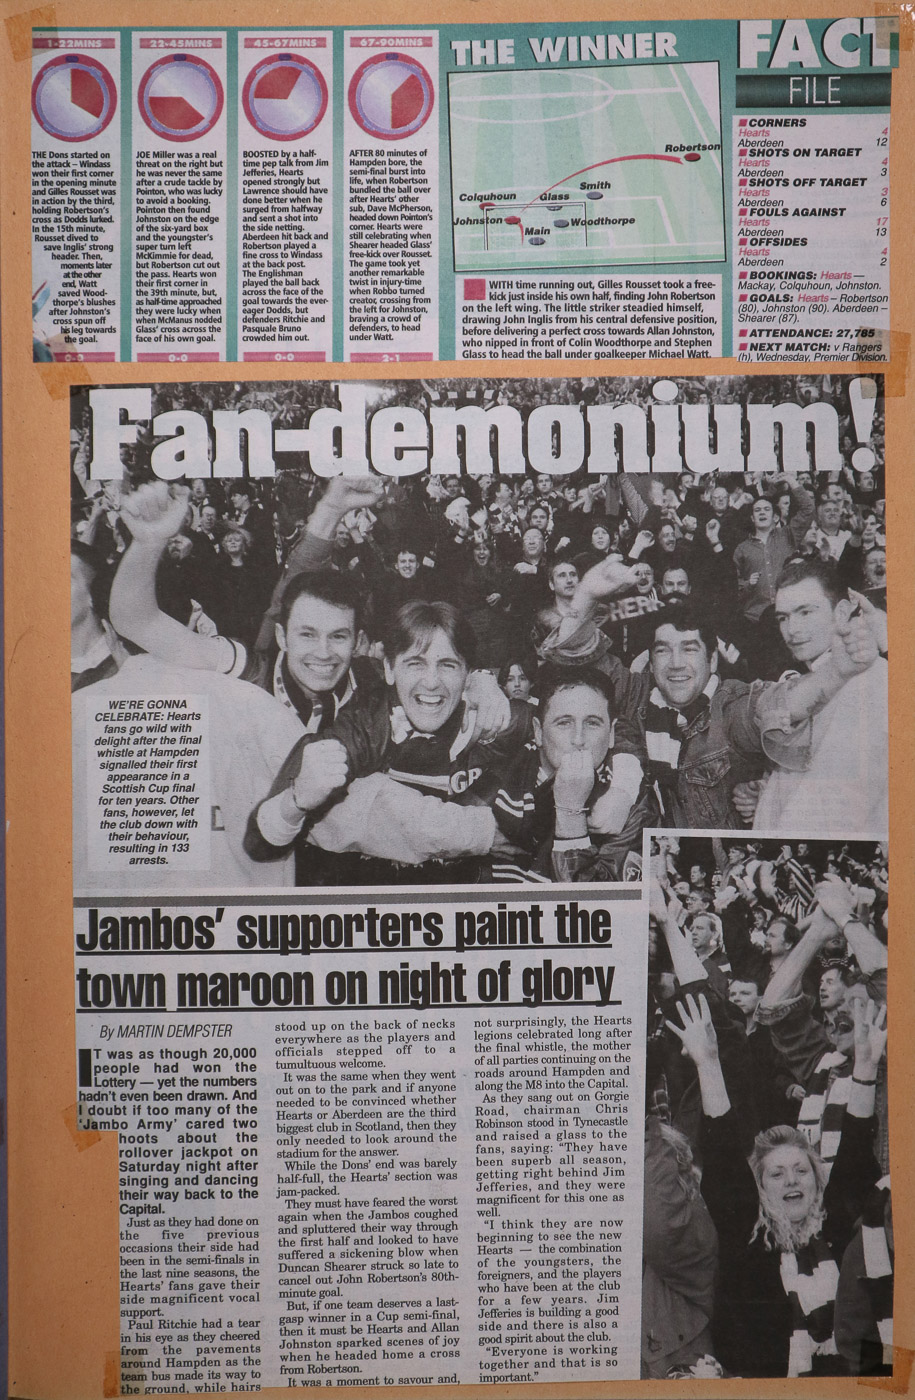 1-22MINS
THE Dons started on
the attack – Windass
won their first corner
in the opening minute
and Gilles Rousset was
in action by the third,
holding Robertson's
cross as Dodds lurked.
In the 15th minute,
Rousset dived to
save Inglis' strong
header. Then,
moments later
at the other
end, Watt
saved Wood-
thorpe's blushes
after Johnston's
cross spun off
his leg towards
the goal.
0-0
22-45MINS
JOE Miller was a real
threat on the right but
he was never the same
after a crude tackle by
Pointon, who was lucky
to avoid a booking.
Pointon then found
Johnston on the edge
of the six-yard box
and the youngster's
super turn left
McKimmie for dead,
but Robertson cut out
the pass. Hearts won
their first corner in
the 39th minute, but,
as half-time approached
they were lucky when
when McManus nodded
Glass' cross across the
face of his own goal.
0-0
45-67MINS
BOOSTED by a half-
time pep talk from Jim
Jefferies, Hearts
opened strongly but
Lawrence should have
done better when he
surged from halfway
and sent a shot into
the side netting.
Aberdeen hit back and
Robertson played a
fine cross to Windass
at the back post.
The Englishman
played the ball back
across the face of the
goal towards the ever-
eager Dodds, but
defenders Ritchie and
Pasquale Bruno
crowded him out.
0-0
67-90MINS
AFTER 80 minutes of
Hampden bore, the
semi-final burst into
life, when Robertson
bundled the ball over
after Hearts' other
sub, Dave McPherson,
headed down Pointon's
corner. Hearts were
still celebrating when
Shearer headed Glass'
free-kick over Rousset.
The game took yet
another remarkable
twist in injury-time
when Robbo turned
creator, crossing from
the left for Johnston,
braving a crowd of
defenders, to head
under Watt.
2-1
THE WINNER
Robertson
Smith
Colquhoun
Glass
Johnston
Woodthorpe
Main
WITH time running out, Gilles Rousset took a free-
kick just inside his own half, finding John Robertson
on the left wing. The little striker steadied himself,
drawing John Inglis from his central defensive position,
before delivering a perfect cross towards Allan Johnston,
who nipped in front of Colin Woodthorpe and Stephen
Glass to head the ball under goalkeeper Michael Watt.
FACT
FILE
CORNERS
Hearts 4
Aberdeen 12
SHOTS ON TARGET
Hearts 4
Aberdeen 3
SHOTS OFF TARGET
Hearts 3
Aberdeen 6
FOULS AGAINST
Hearts 17
Aberdeen 13
OFFSIDES
Hearts 4
Aberdeen 2
BOOKINGS: Hearts —
Mackay, Colquhoun, Johnston.
GOALS: Hearts – Robertson
(80), Johnston (90). Aberdeen –
Shearer (87).
ATTENDANCE: 27,785
NEXT MATCH: v Rangers
(h), Wednesday, Premier Division.
Fan-demonium!
HEAR
GP
WE'RE GONNA
CELEBRATE: Hearts
fans go wild with
delight after the final
whistle at Hampden
signalled their first
appearance in a
Scottish Cup final
for ten years. Other
fans, however, let
the club down with
their behaviour,
resulting in 133
arrests.
Jambos' supporters paint the
town maroon on night of glory
By MARTIN DEMPSTER
IT was as though 20,000
people had won the
Lottery — yet the numbers
hadn't even been drawn. And
I doubt if too many of the
'Jambo Army' cared two
hoots about the
rollover jackpot on
Saturday night after
singing and dancing
their way back to the
Capital.
Just as they had done on
the five previous
occasions their side had
been in the semi-finals in
the last nine seasons, the
Hearts' fans gave their
side magnificent vocal
support.
Paul Ritchie had a tear
in his eye as they cheered
from the pavements
around Hampden as the
team bus made its way to
the ground, while hairs
stood up on the back of necks
everywhere as the players and
officials stepped off to a
tumultuous welcome.
It was the same when they went
out on to the park and if anyone
needed to be convinced whether
Hearts or Aberdeen are the third
biggest club in Scotland, then they
only needed to look around the
stadium for the answer.
While the Dons' end was barely
half-full, the Hearts' section was
jam-packed.
They must have feared the worst
again when the Jambos coughed
and spluttered their way through
the first half and looked to have
suffered a sickening blow when
Duncan Shearer struck so late to
cancel out John Robertson's 80th-
minute goal.
But, if one team deserves a last-
gasp winner in a Cup semi-final,
then it must be Hearts and Allan
Johnston sparked scenes of joy
when he headed home a cross
from Robertson.
It was a moment to savour and,
not surprisingly, the Hearts
legions celebrated long after
the final whistle, the mother
of all parties continuing on the
roads around Hampden and
along the M8 into the Capital.
As they sang out on Gorgie
Road, chairman Chris
Robinson stood in Tynecastle
and raised a glass to the
fans, saying: "They have
been superb all season,
getting right behind Jim
Jefferies, and they were
magnificent for this one as
well.
"I think they are now
beginning to see the new
Hearts — the combination
of the youngsters, the
foreigners, and the players
who have been at the club
for a few years. Jim
Jefferies is building a good
side and there is also a
good spirit about the club.
"Everyone is working
together and that is so
important."